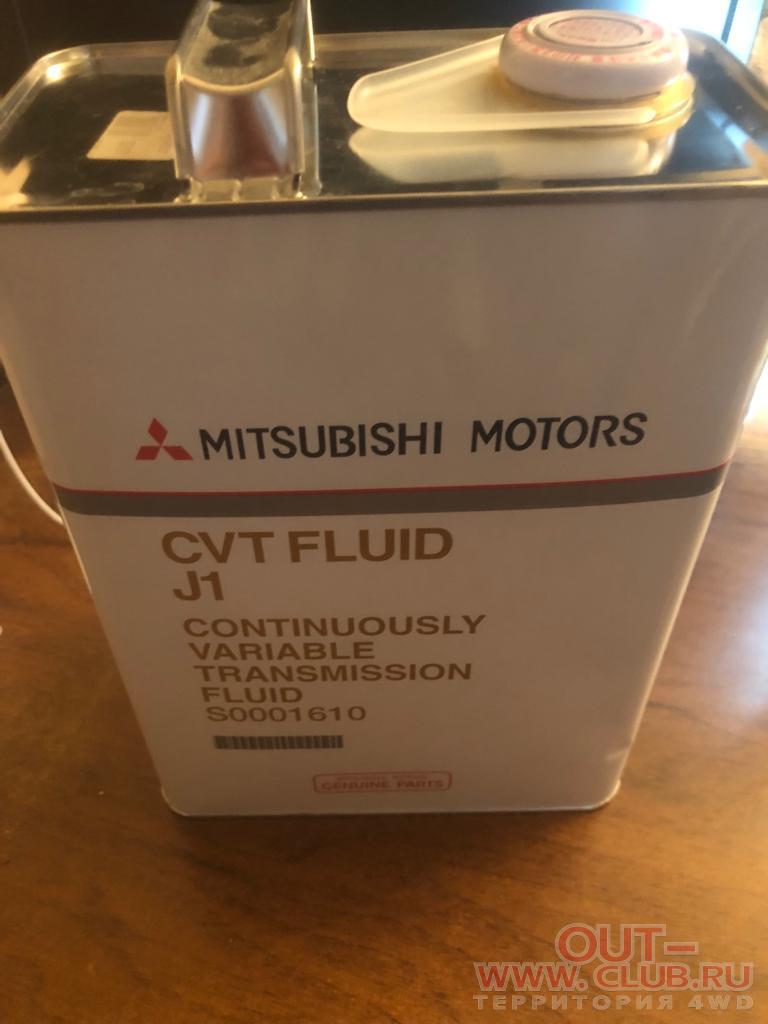 MITSUBISHI MOTORS
CVT FLUID
J1
CONTINUOUSLY
VARIABLE
TRANSMISSION
FLUID
S0001610
GENUINE PARTS
OUT-
WWW.CLUB.RU
ТЕРРИТОРИЯ 4WD